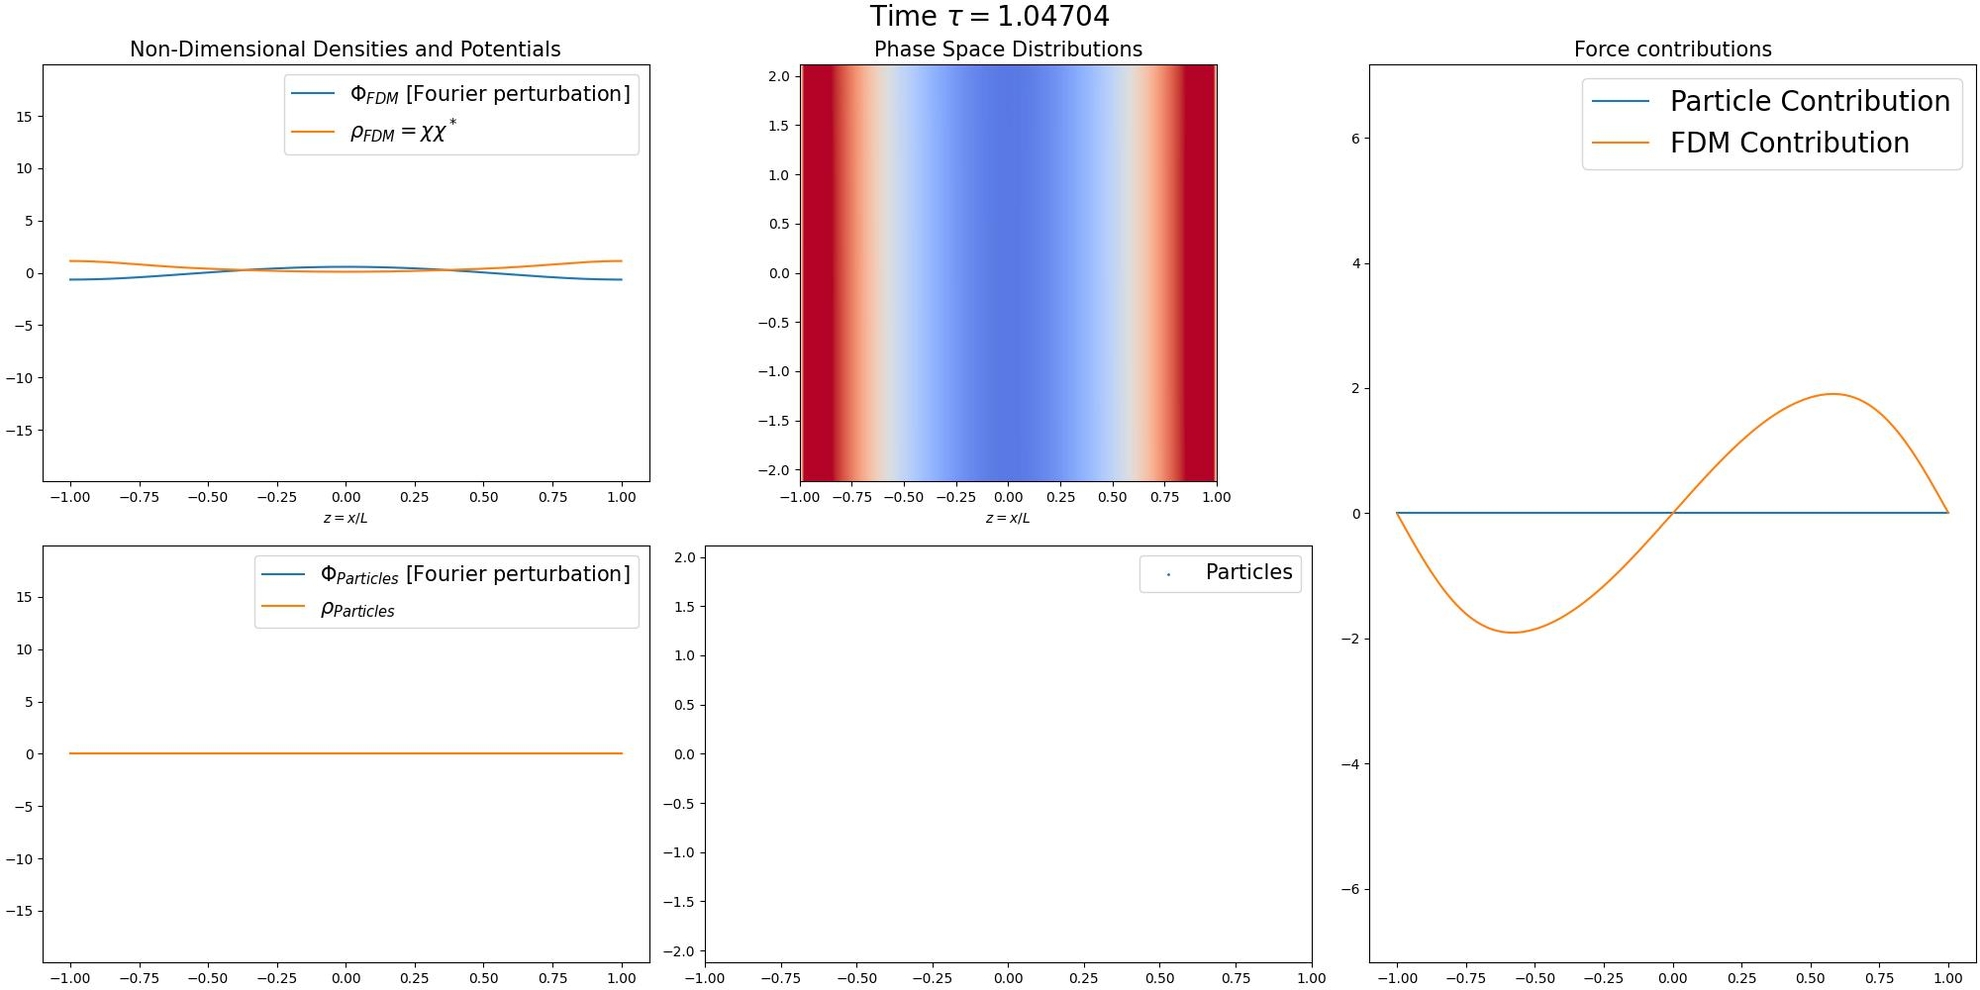 Time τ = 1.04704
Non-Dimensional Densities and Potentials
Φ_FDM [Fourier perturbation]
ρ_FDM = χχ*
15
10
5
0
−5
−10
−15
−1.00 −0.75 −0.50 −0.25 0.00 0.25 0.50 0.75 1.00
z = x/L
Phase Space Distributions
2.0
1.5
1.0
0.5
0.0
−0.5
−1.0
−1.5
−2.0
−1.00 −0.75 −0.50 −0.25 0.00 0.25 0.50 0.75 1.00
z = x/L
Force contributions
Particle Contribution
FDM Contribution
6
4
2
0
−2
−4
−6
−1.00 −0.75 −0.50 −0.25 0.00 0.25 0.50 0.75 1.00
Φ_Particles [Fourier perturbation]
ρ_Particles
15
10
5
0
−5
−10
−15
−1.00 −0.75 −0.50 −0.25 0.00 0.25 0.50 0.75 1.00
Particles
2.0
1.5
1.0
0.5
0.0
−0.5
−1.0
−1.5
−2.0
−1.00 −0.75 −0.50 −0.25 0.00 0.25 0.50 0.75 1.00